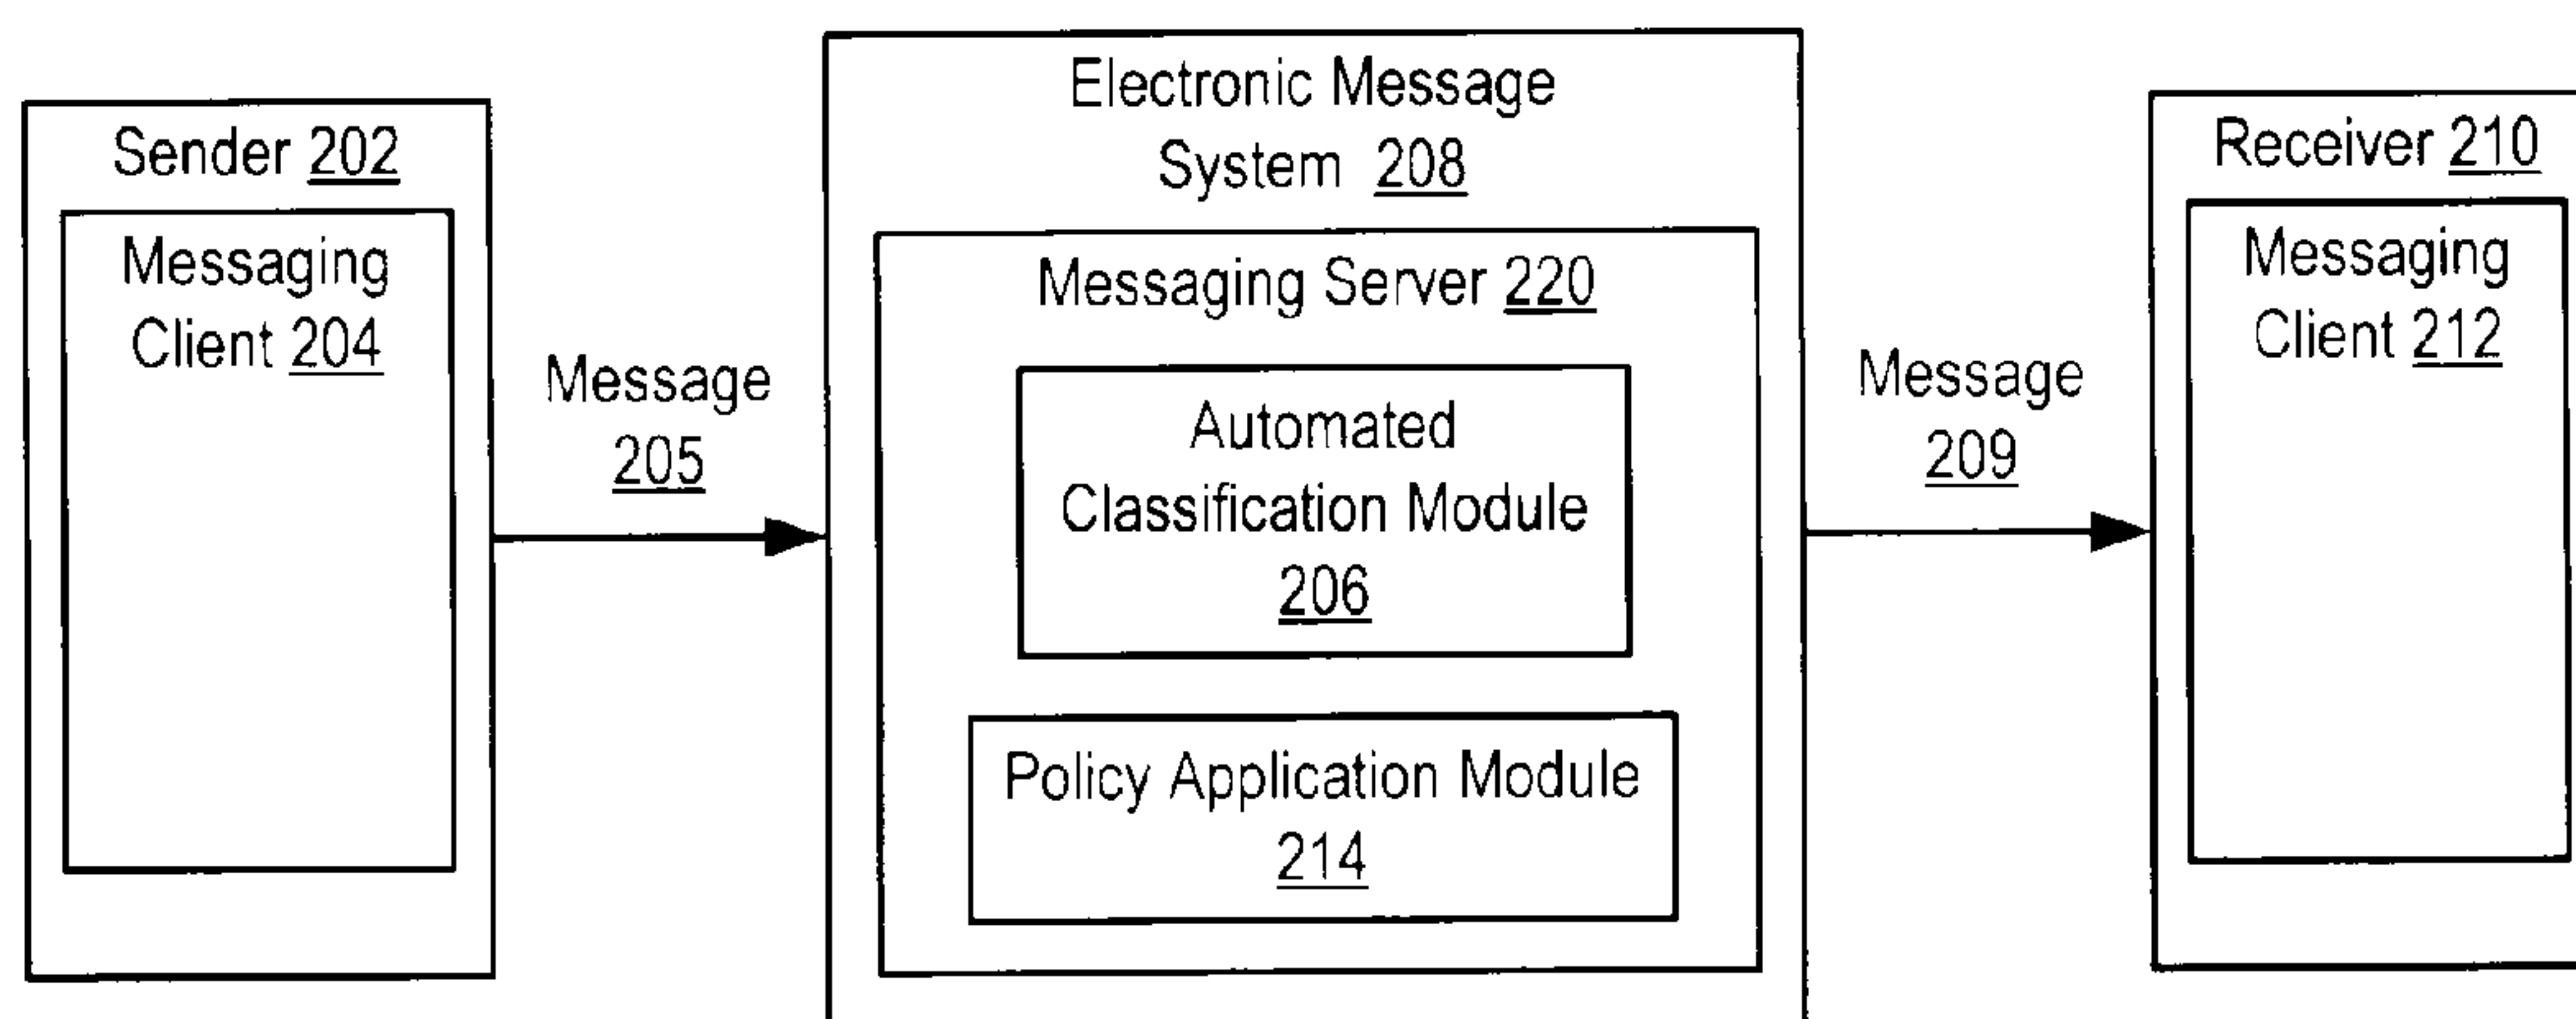 Sender 202
Messaging
Client 204
Message
205
Electronic Message
System 208
Messaging Server 220
Automated
Classification Module
206
Policy Application Module
214
Message
209
Receiver 210
Messaging
Client 212